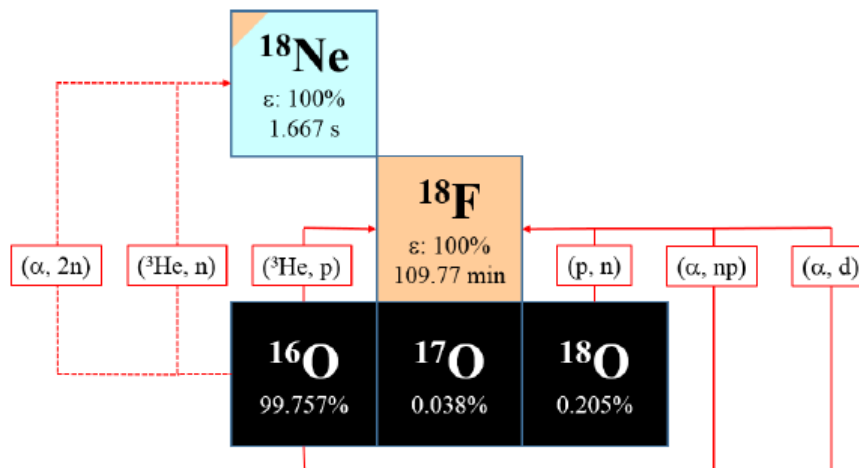 ¹⁸Ne
ε: 100%
1.667 s
¹⁸F
ε: 100%
109.77 min
(α, 2n)
(³He, n)
(³He, p)
(p, n)
(α, np)
(α, d)
¹⁶O
99.757%
¹⁷O
0.038%
¹⁸O
0.205%